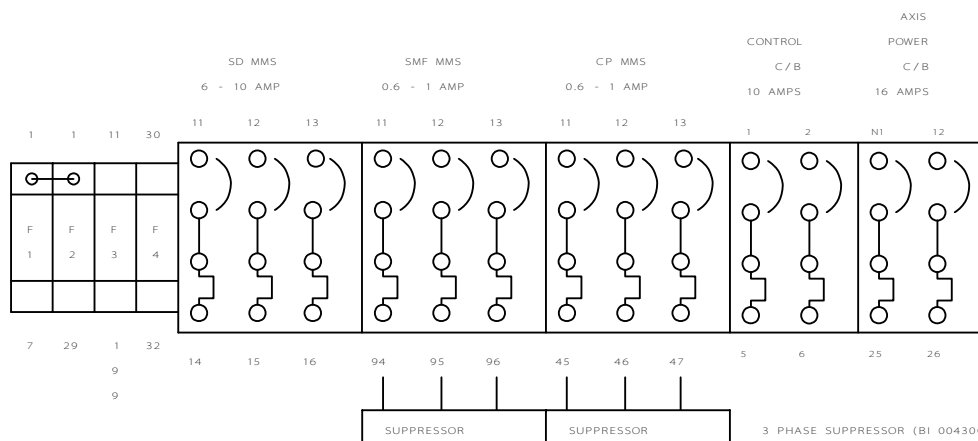 AXIS
CONTROL POWER
SD MMS SMF MMS CP MMS C/B C/B
6 - 10 AMP 0.6 - 1 AMP 0.6 - 1 AMP 10 AMPS 16 AMPS
1 1 11 30 11 12 13 11 12 13 11 12 13 1 2 N1 12
F F F F
1 2 3 4
7 29 1 32 14 15 16 94 95 96 45 46 47 5 6 25 26
9
9
SUPPRESSOR SUPPRESSOR 3 PHASE SUPPRESSOR (BI 00430